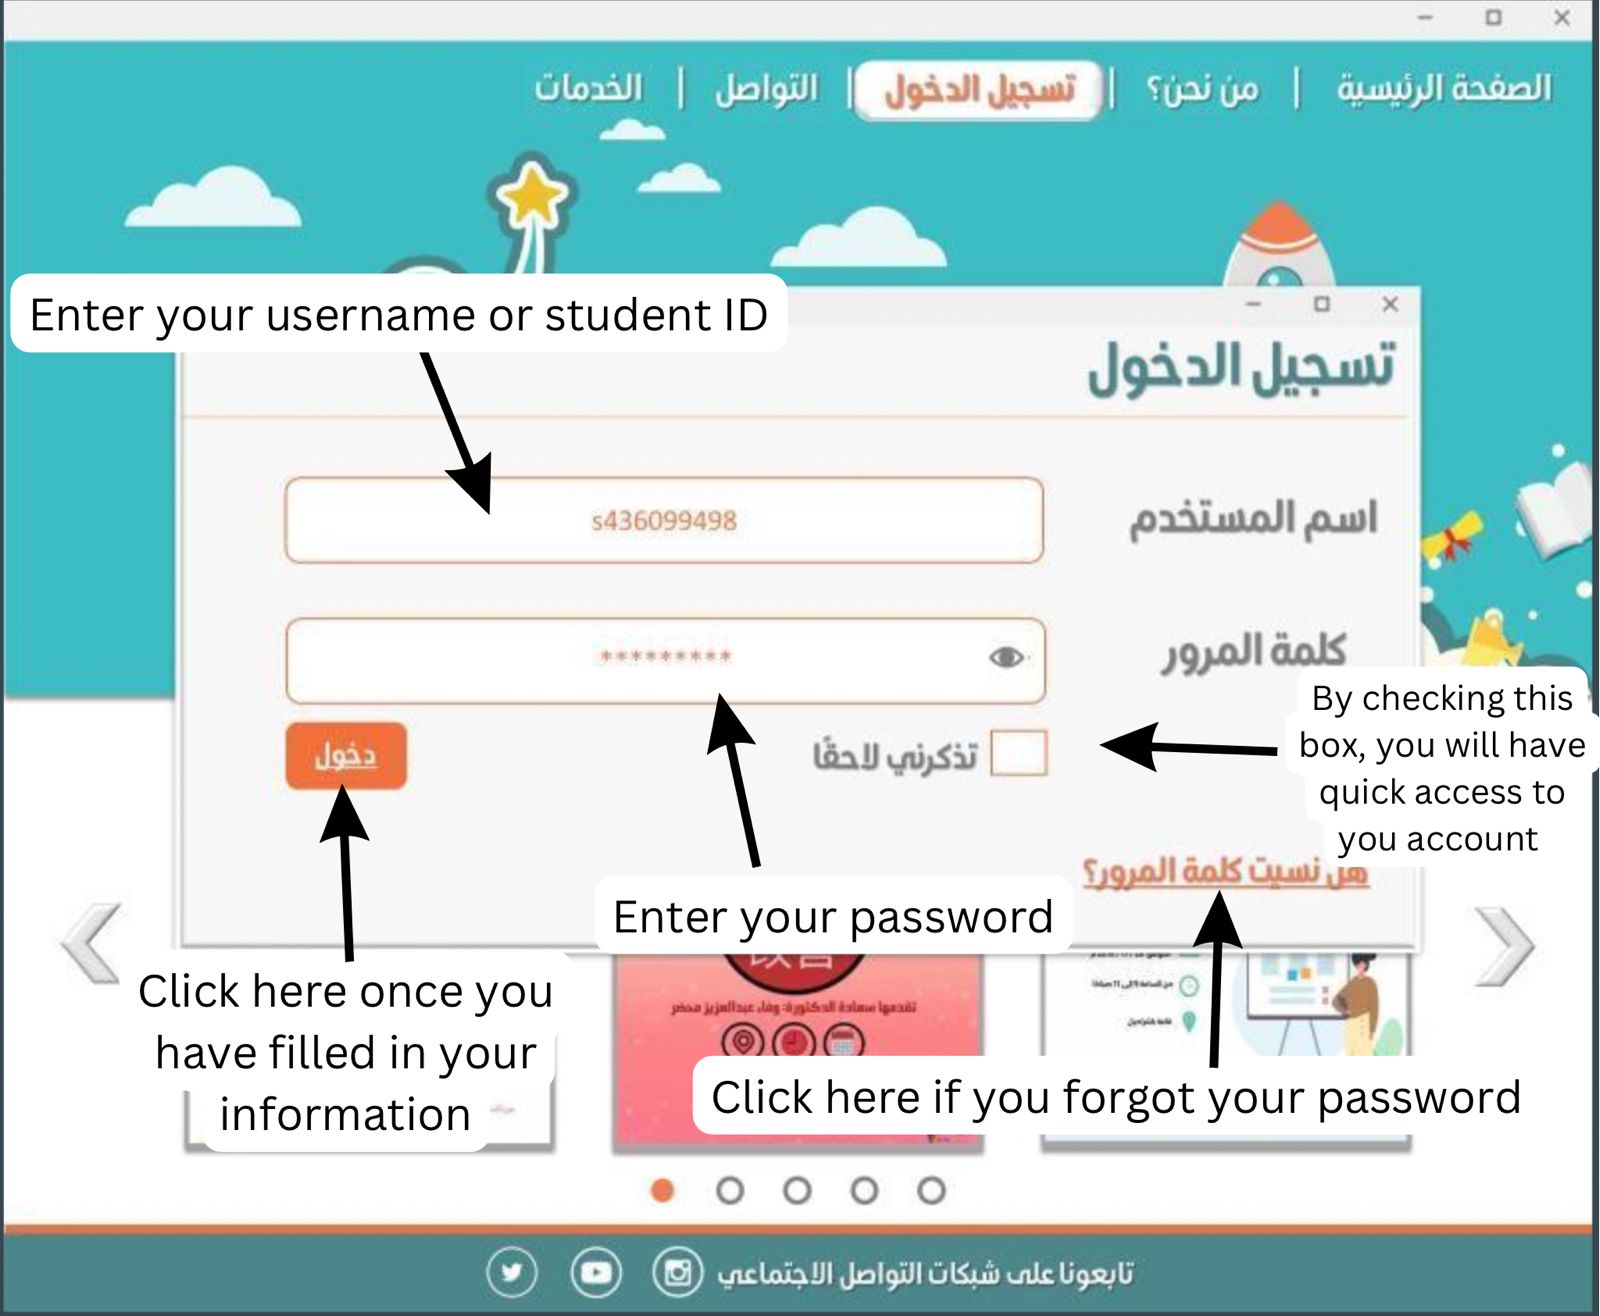 الصفحة الرئيسية | من نحن؟ | تسجيل الدخول | التواصل | الخدمات
Enter your username or student ID
تسجيل الدخول
اسم المستخدم
s436099498
كلمة المرور
*********
By checking this
box, you will have
quick access to
you account
تذكرني لاحقًا
دخول
هل نسيت كلمة المرور؟
Enter your password
Click here once you
have filled in your
information
تقدمها سعادة الدكتورة: وفاء عبدالعزيز محضر
Click here if you forgot your password
تابعونا على شبكات التواصل الاجتماعي